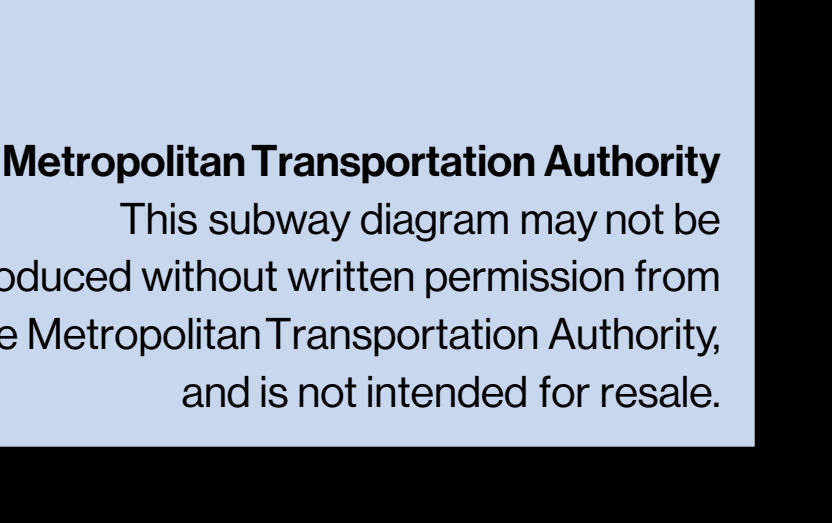 Metropolitan Transportation Authority
This subway diagram may not be
oduced without written permission from
e Metropolitan Transportation Authority,
and is not intended for resale.